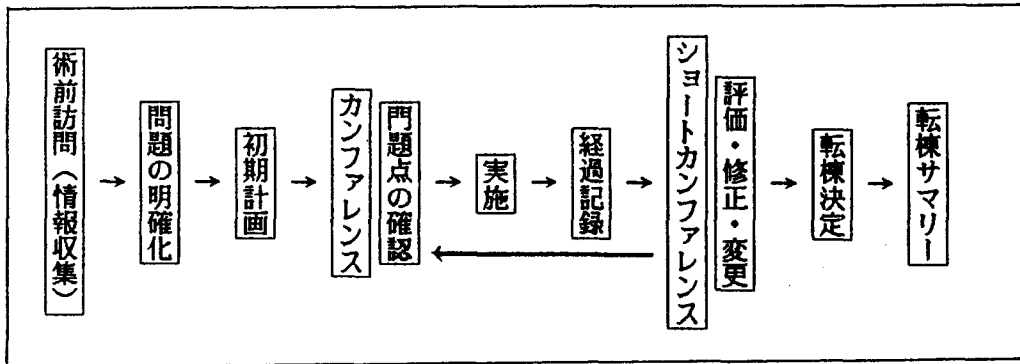 術前訪問（情報収集）
→
問題の明確化
→
初期計画
→
カンファレンス
門題点の確認
→
実施
→
経過記録
→
ショートカンファレンス
評価・修正・変更
→
転棟決定
→
転棟サマリー
←